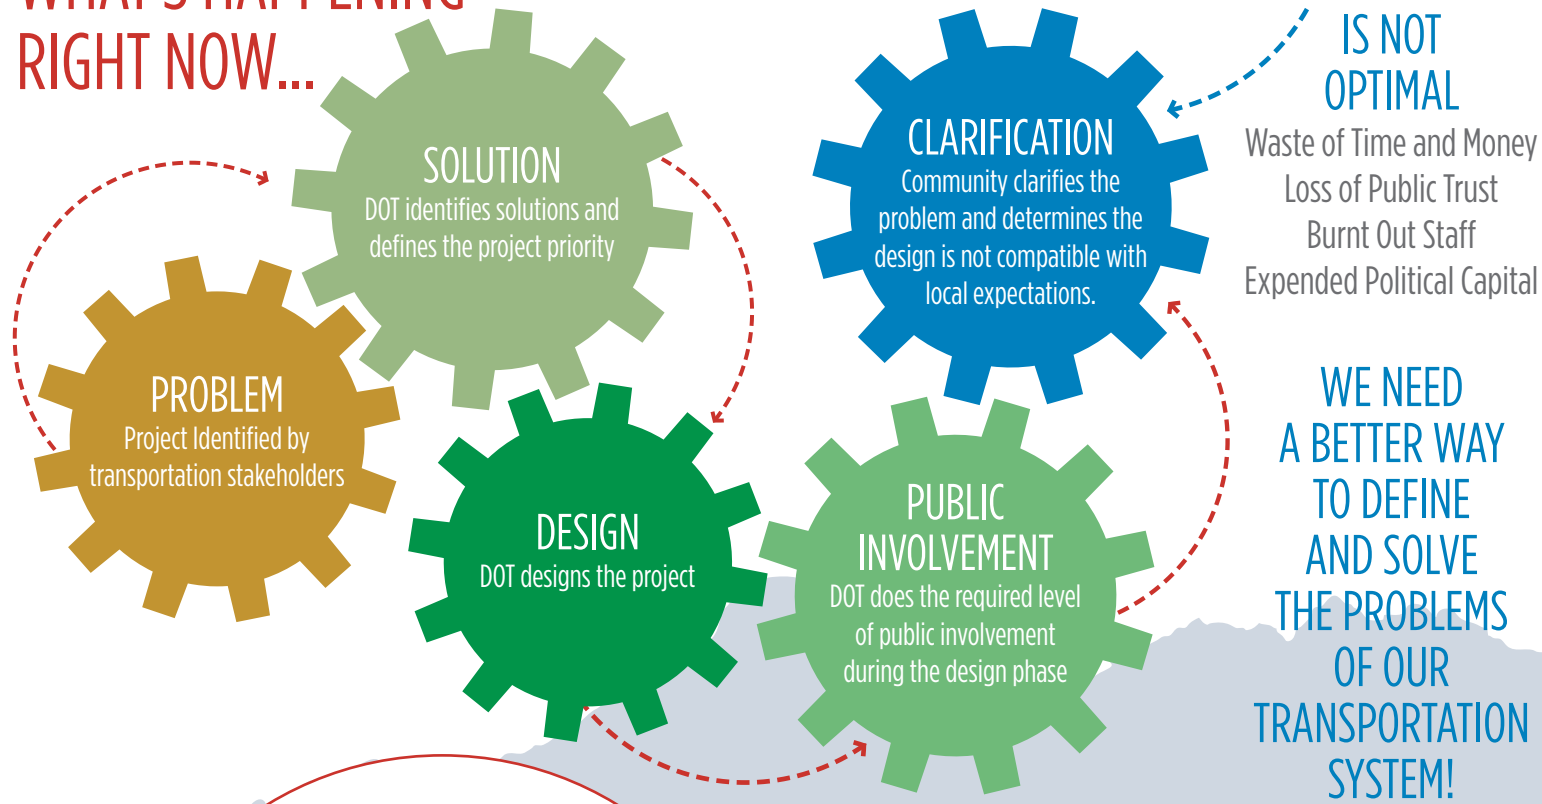 WHAT'S HAPPENING
RIGHT NOW...
SOLUTION
DOT identifies solutions and
defines the project priority
PROBLEM
Project Identified by
transportation stakeholders
DESIGN
DOT designs the project
PUBLIC
INVOLVEMENT
DOT does the required level
of public involvement
during the design phase
CLARIFICATION
Community clarifies the
problem and determines the
design is not compatible with
local expectations.
IS NOT
OPTIMAL
Waste of Time and Money
Loss of Public Trust
Burnt Out Staff
Expended Political Capital
WE NEED
A BETTER WAY
TO DEFINE
AND SOLVE
THE PROBLEMS
OF OUR
TRANSPORTATION
SYSTEM!